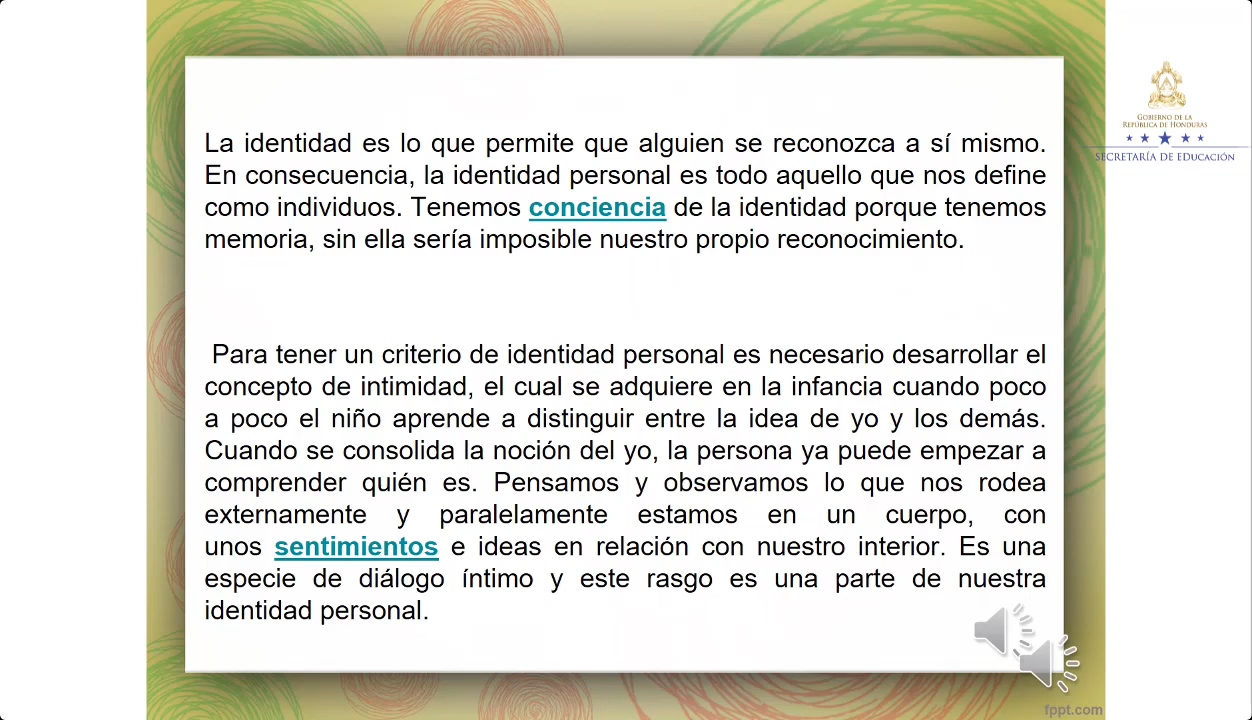 La identidad es lo que permite que alguien se reconozca a sí mismo.
En consecuencia, la identidad personal es todo aquello que nos define
como individuos. Tenemos conciencia de la identidad porque tenemos
memoria, sin ella sería imposible nuestro propio reconocimiento.
Para tener un criterio de identidad personal es necesario desarrollar el
concepto de intimidad, el cual se adquiere en la infancia cuando poco
a poco el niño aprende a distinguir entre la idea de yo y los demás.
Cuando se consolida la noción del yo, la persona ya puede empezar a
comprender quién es. Pensamos y observamos lo que nos rodea
externamente y paralelamente estamos en un cuerpo, con
unos sentimientos e ideas en relación con nuestro interior. Es una
especie de diálogo íntimo y este rasgo es una parte de nuestra
identidad personal.
GOBIERNO DE LA
REPÚBLICA DE HONDURAS
SECRETARÍA DE EDUCACIÓN
fppt.com